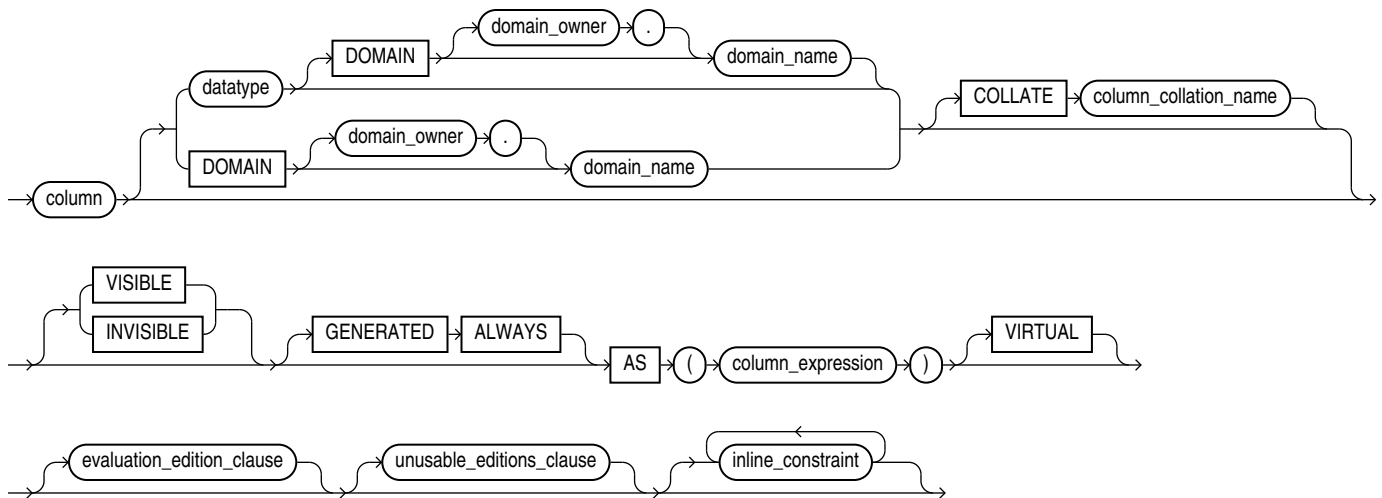 domain_owner .
DOMAIN domain_name
datatype COLLATE column_collation_name
domain_owner .
DOMAIN domain_name
column
VISIBLE
INVISIBLE GENERATED ALWAYS VIRTUAL
AS ( column_expression )
evaluation_edition_clause unusable_editions_clause inline_constraint